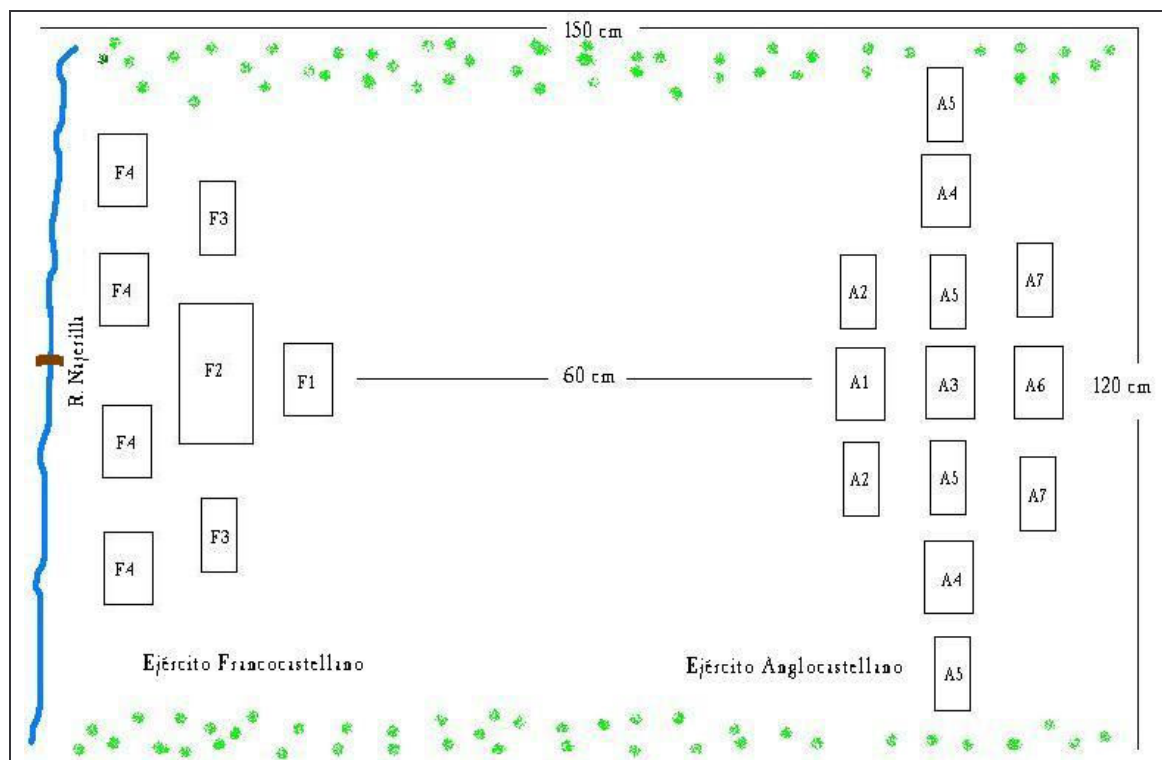 150 cm
A5
F4
A4
F3
A7
F4
A2
A5
R. Najerilla
F2
F1
60 cm
A1
A3
A6
120 cm
F4
A2
A5
A7
F3
F4
A4
Ejército Francocastellano
Ejército Anglocastellano
A5